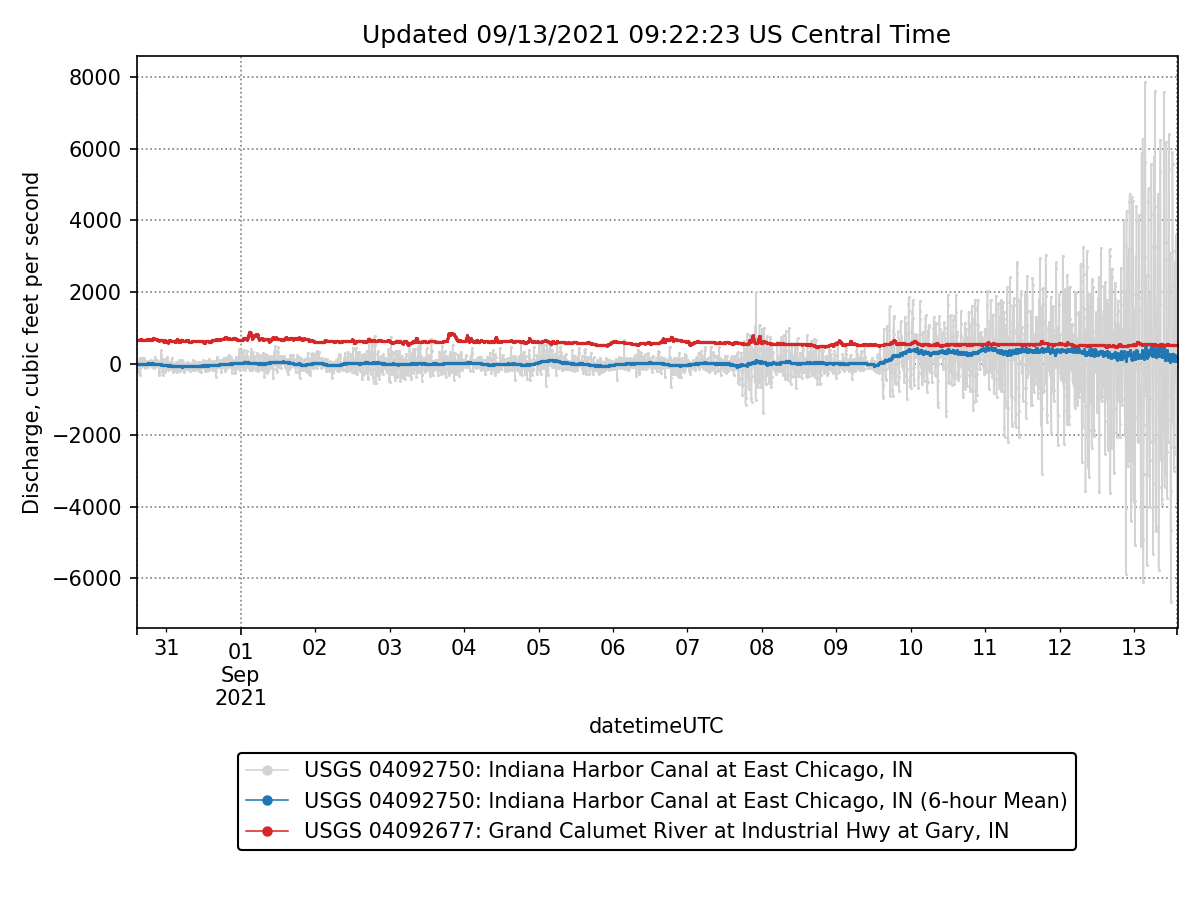 Updated 09/13/2021 09:22:23 US Central Time
Discharge, cubic feet per second
8000
6000
4000
2000
0
−2000
−4000
−6000
31 01 02 03 04 05 06 07 08 09 10 11 12 13
Sep
2021
datetimeUTC
USGS 04092750: Indiana Harbor Canal at East Chicago, IN
USGS 04092750: Indiana Harbor Canal at East Chicago, IN (6-hour Mean)
USGS 04092677: Grand Calumet River at Industrial Hwy at Gary, IN